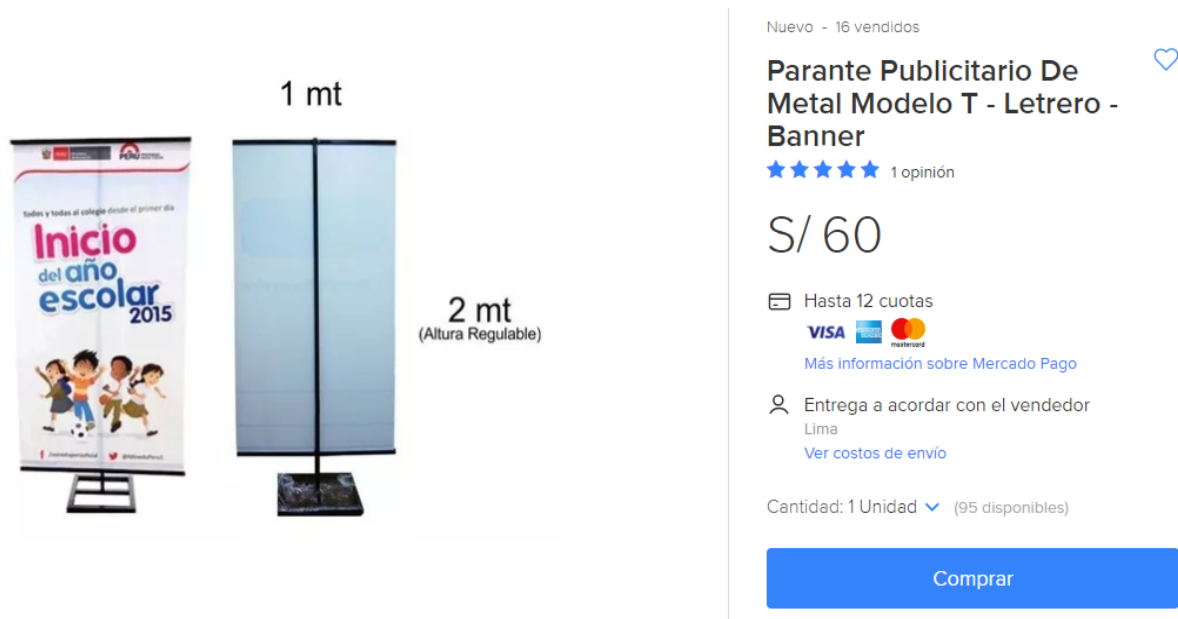 1 mt
2 mt
(Altura Regulable)
PERÚ
PERÚ
Todos y todas al colegio desde el primer día
Inicio
del año
escolar
2015
Nuevo - 16 vendidos
Parante Publicitario De
Metal Modelo T - Letrero -
Banner
1 opinión
S/ 60
Hasta 12 cuotas
VISA
mastercard
Más información sobre Mercado Pago
Entrega a acordar con el vendedor
Lima
Ver costos de envío
Cantidad: 1 Unidad (95 disponibles)
Comprar